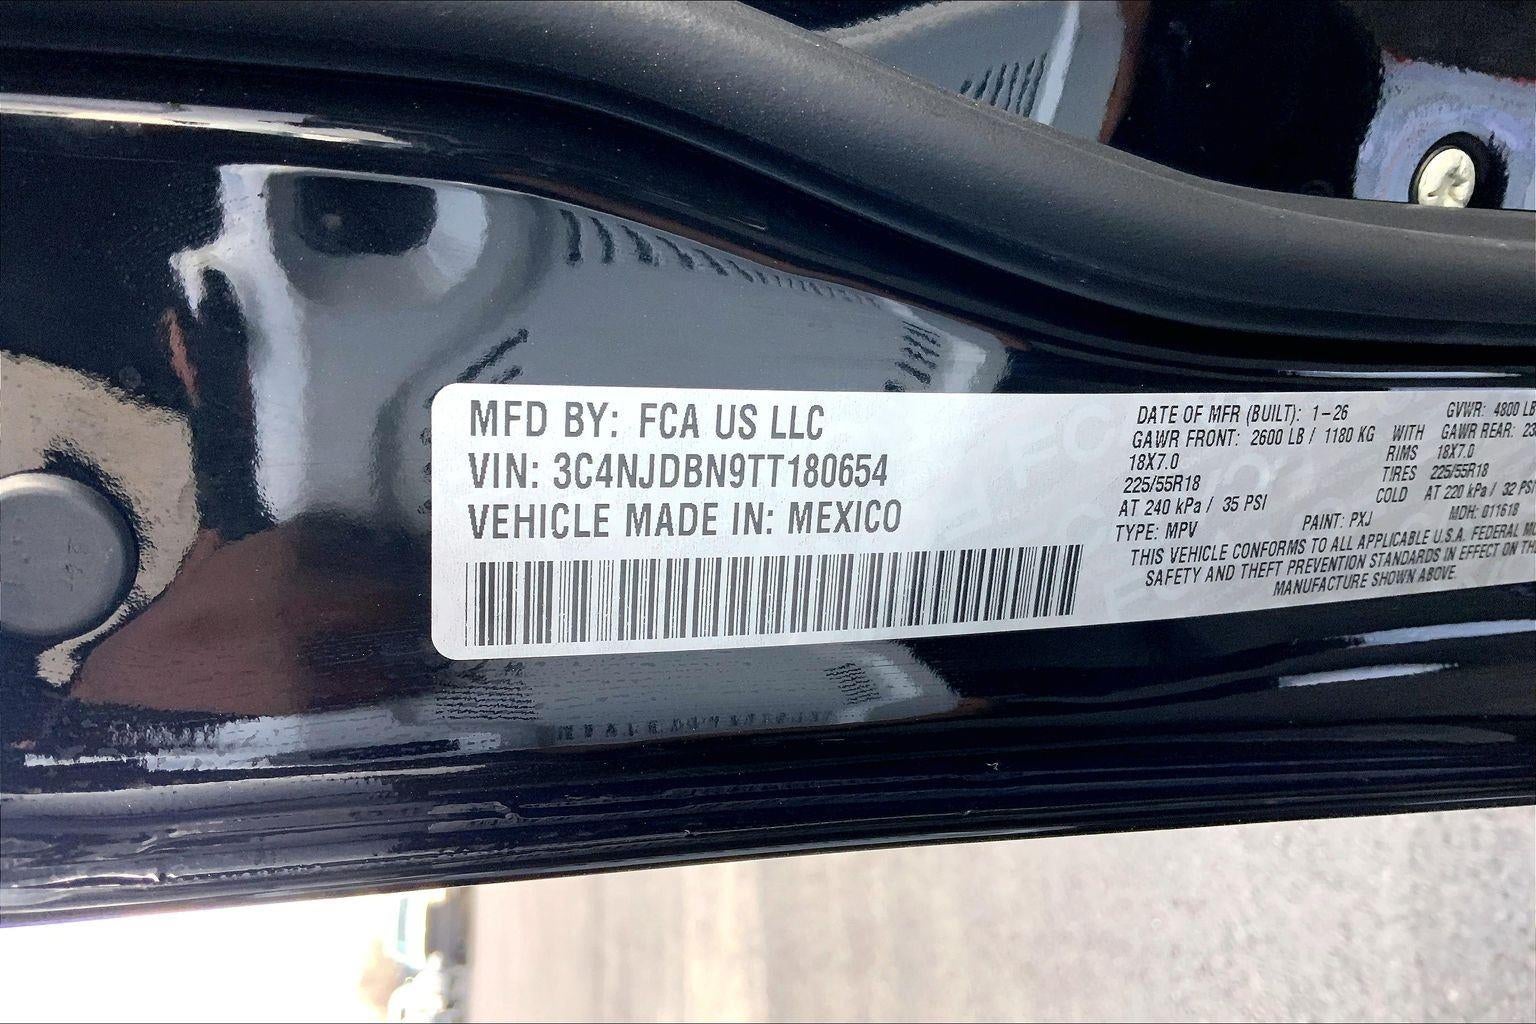 MFD BY: FCA US LLC
VIN: 3C4NJDBN9TT180654
VEHICLE MADE IN: MEXICO
DATE OF MFR (BUILT): 1-26 GVWR: 4800 LB
GAWR FRONT: 2600 LB / 1180 KG WITH GAWR REAR: 23
18X7.0 RIMS 18X7.0
225/55R18 TIRES 225/55R18
AT 240 kPa / 35 PSI COLD AT 220 kPa / 32 PSI
TYPE: MPV PAINT: PXJ MDH: 011618
THIS VEHICLE CONFORMS TO ALL APPLICABLE U.S.A. FEDERAL
SAFETY AND THEFT PREVENTION STANDARDS IN EFFECT ON
MANUFACTURE SHOWN ABOVE.